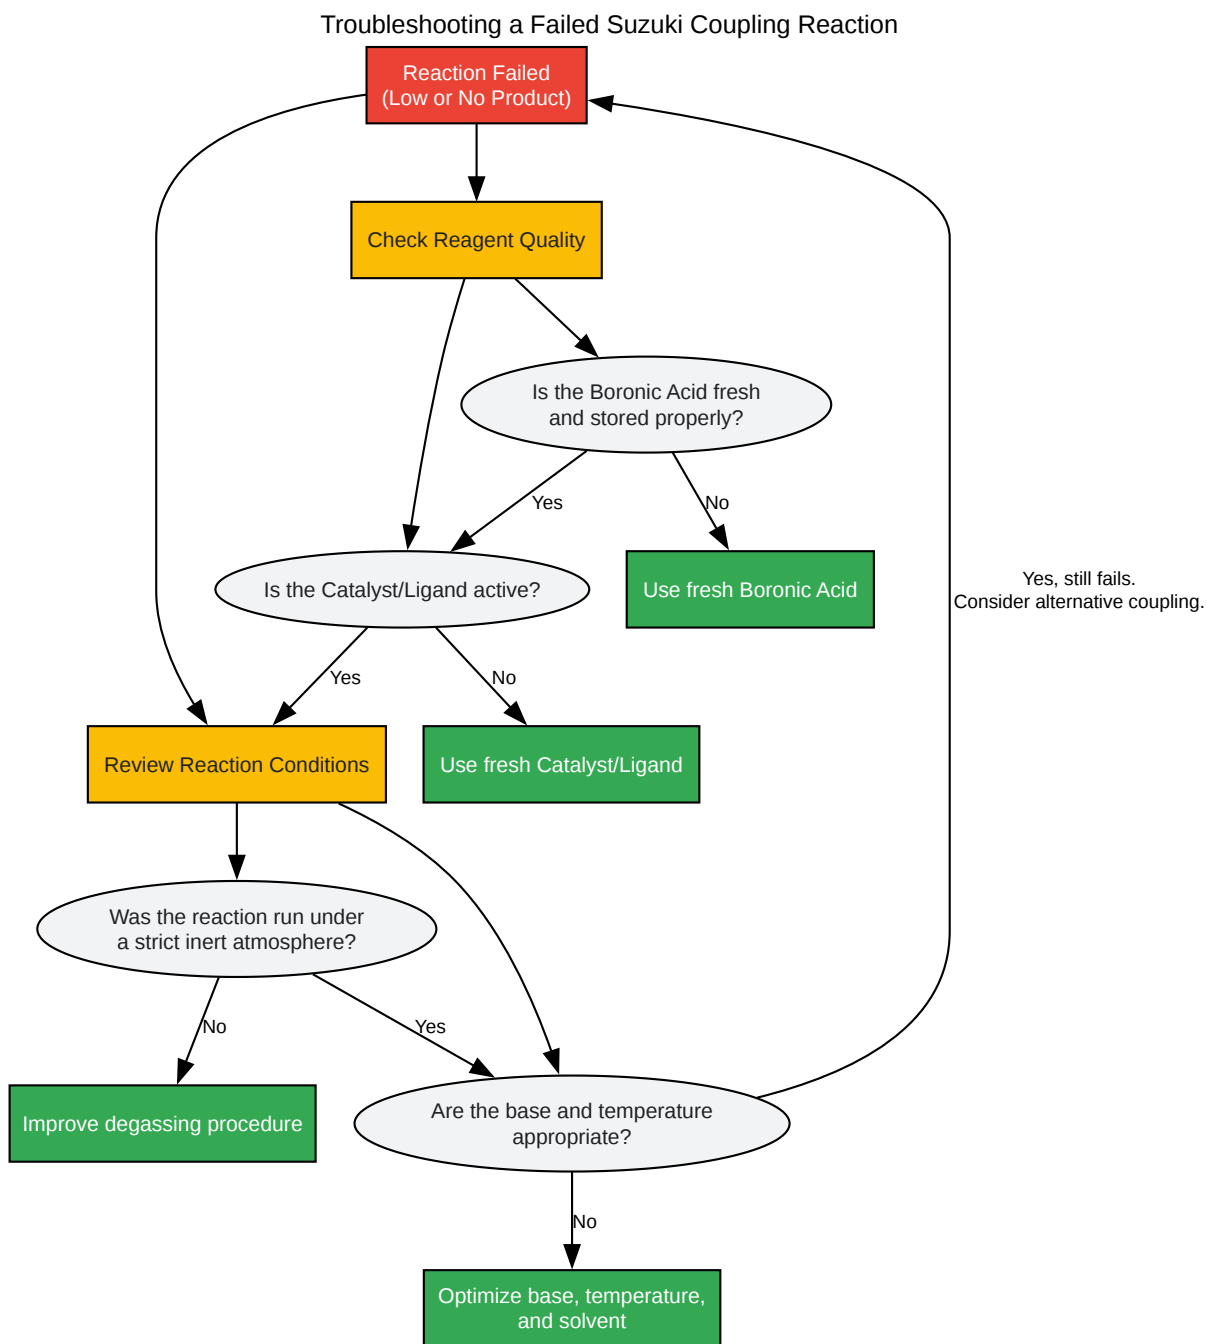 Troubleshooting a Failed Suzuki Coupling Reaction
Reaction Failed
(Low or No Product)
Check Reagent Quality
Is the Boronic Acid fresh
and stored properly?
Yes
No
Is the Catalyst/Ligand active?
Use fresh Boronic Acid
Yes, still fails.
Consider alternative coupling.
Yes
No
Review Reaction Conditions
Use fresh Catalyst/Ligand
Was the reaction run under
a strict inert atmosphere?
No
Yes
Improve degassing procedure
Are the base and temperature
appropriate?
No
Optimize base, temperature,
and solvent